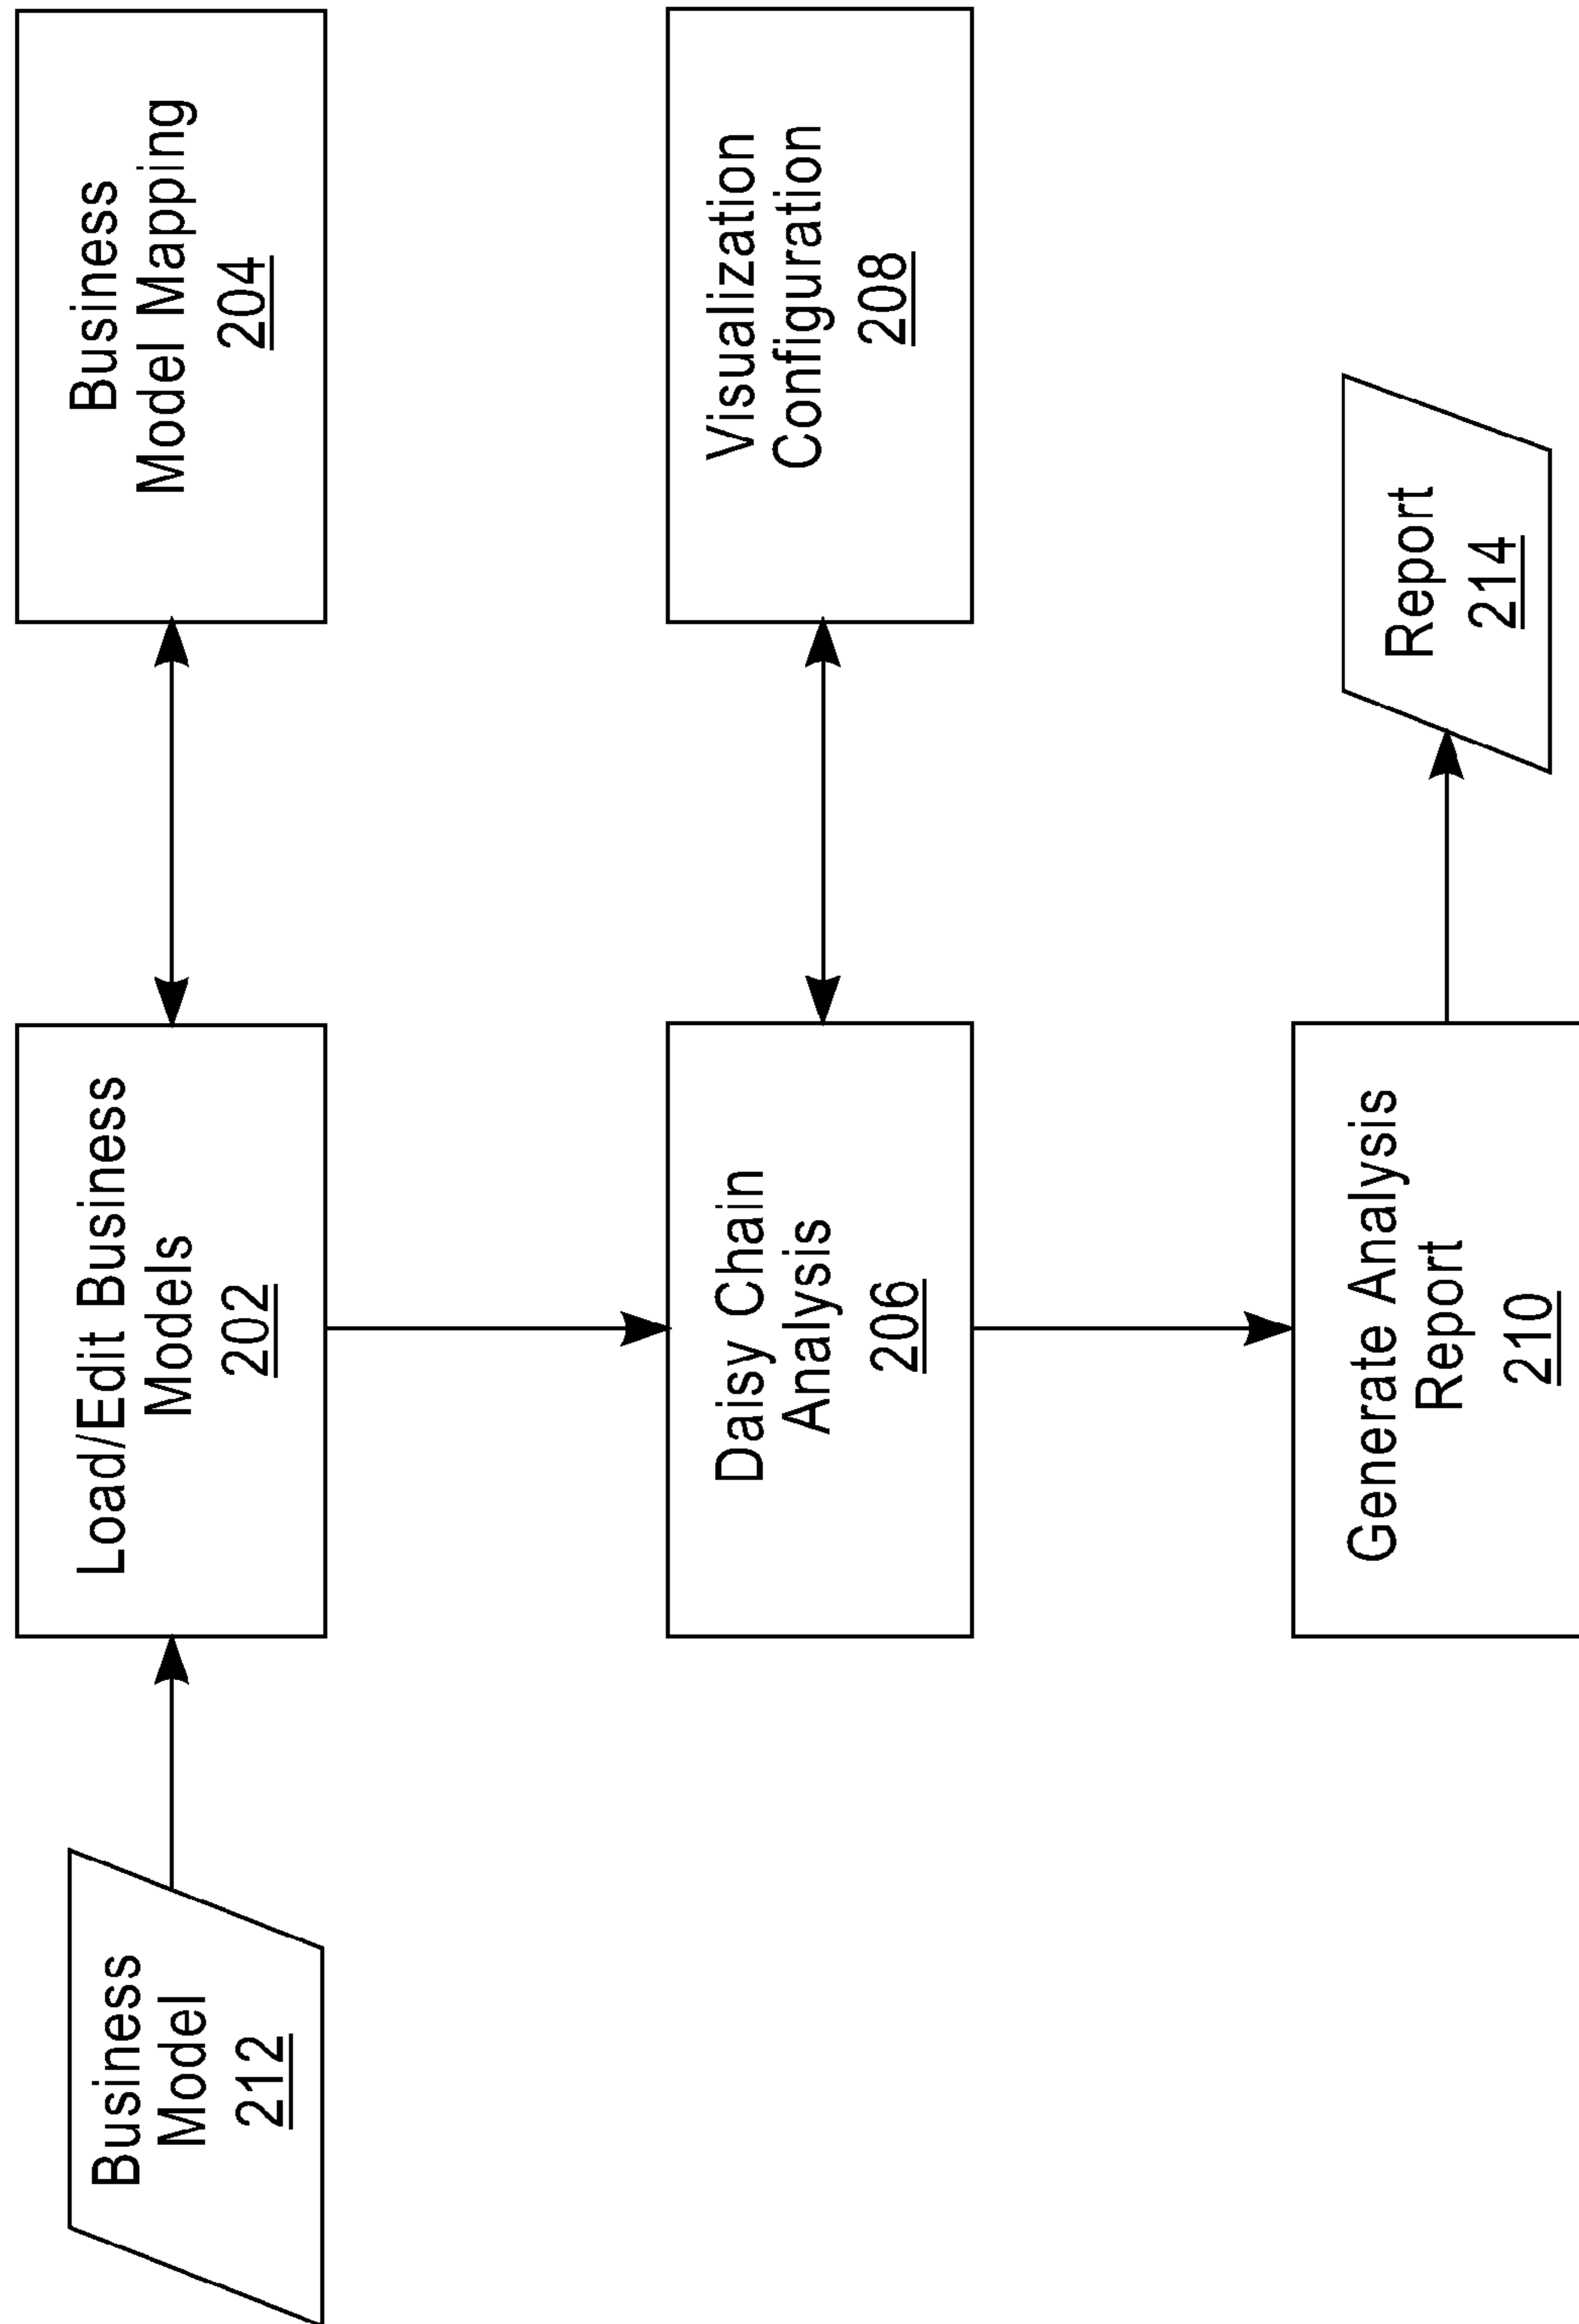 Business
Model
212
Load/Edit Business
Models
202
Business
Model Mapping
204
Daisy Chain
Analysis
206
Visualization
Configuration
208
Generate Analysis
Report
210
Report
214